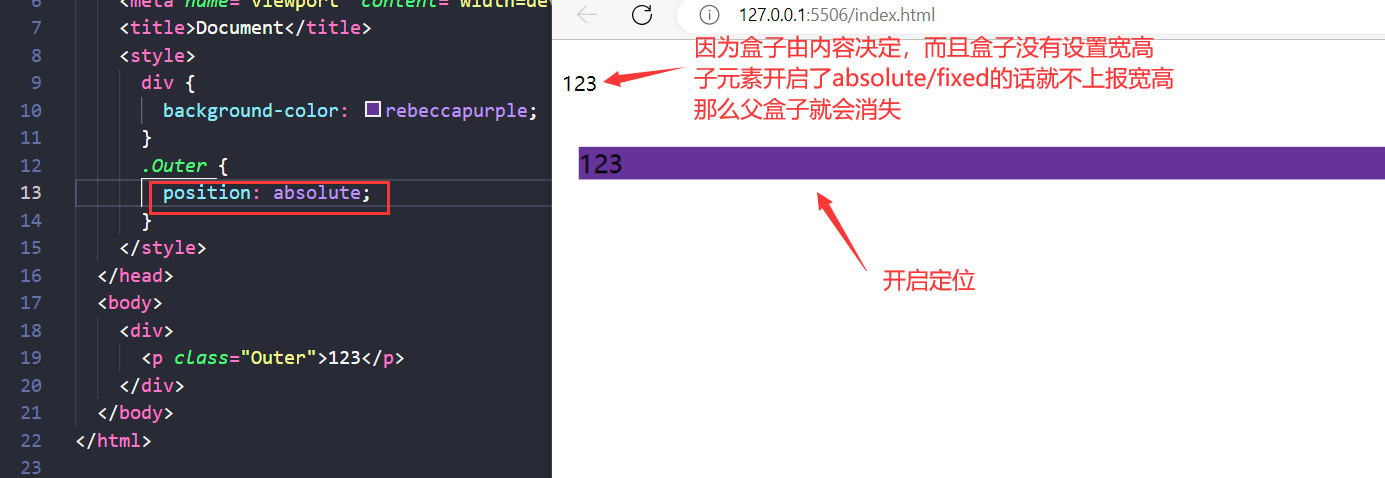 6 <meta name="viewport" content="width=dev
7 <title>Document</title>
8 <style>
9 div {
10 background-color: rebeccapurple;
11 }
12 .Outer {
13 position: absolute;
14 }
15 </style>
16 </head>
17 <body>
18 <div>
19 <p class="Outer">123</p>
20 </div>
21 </body>
22 </html>
23
127.0.0.1:5506/index.html
因为盒子由内容决定，而且盒子没有设置宽高
子元素开启了absolute/fixed的话就不上报宽高
那么父盒子就会消失
123
123
开启定位